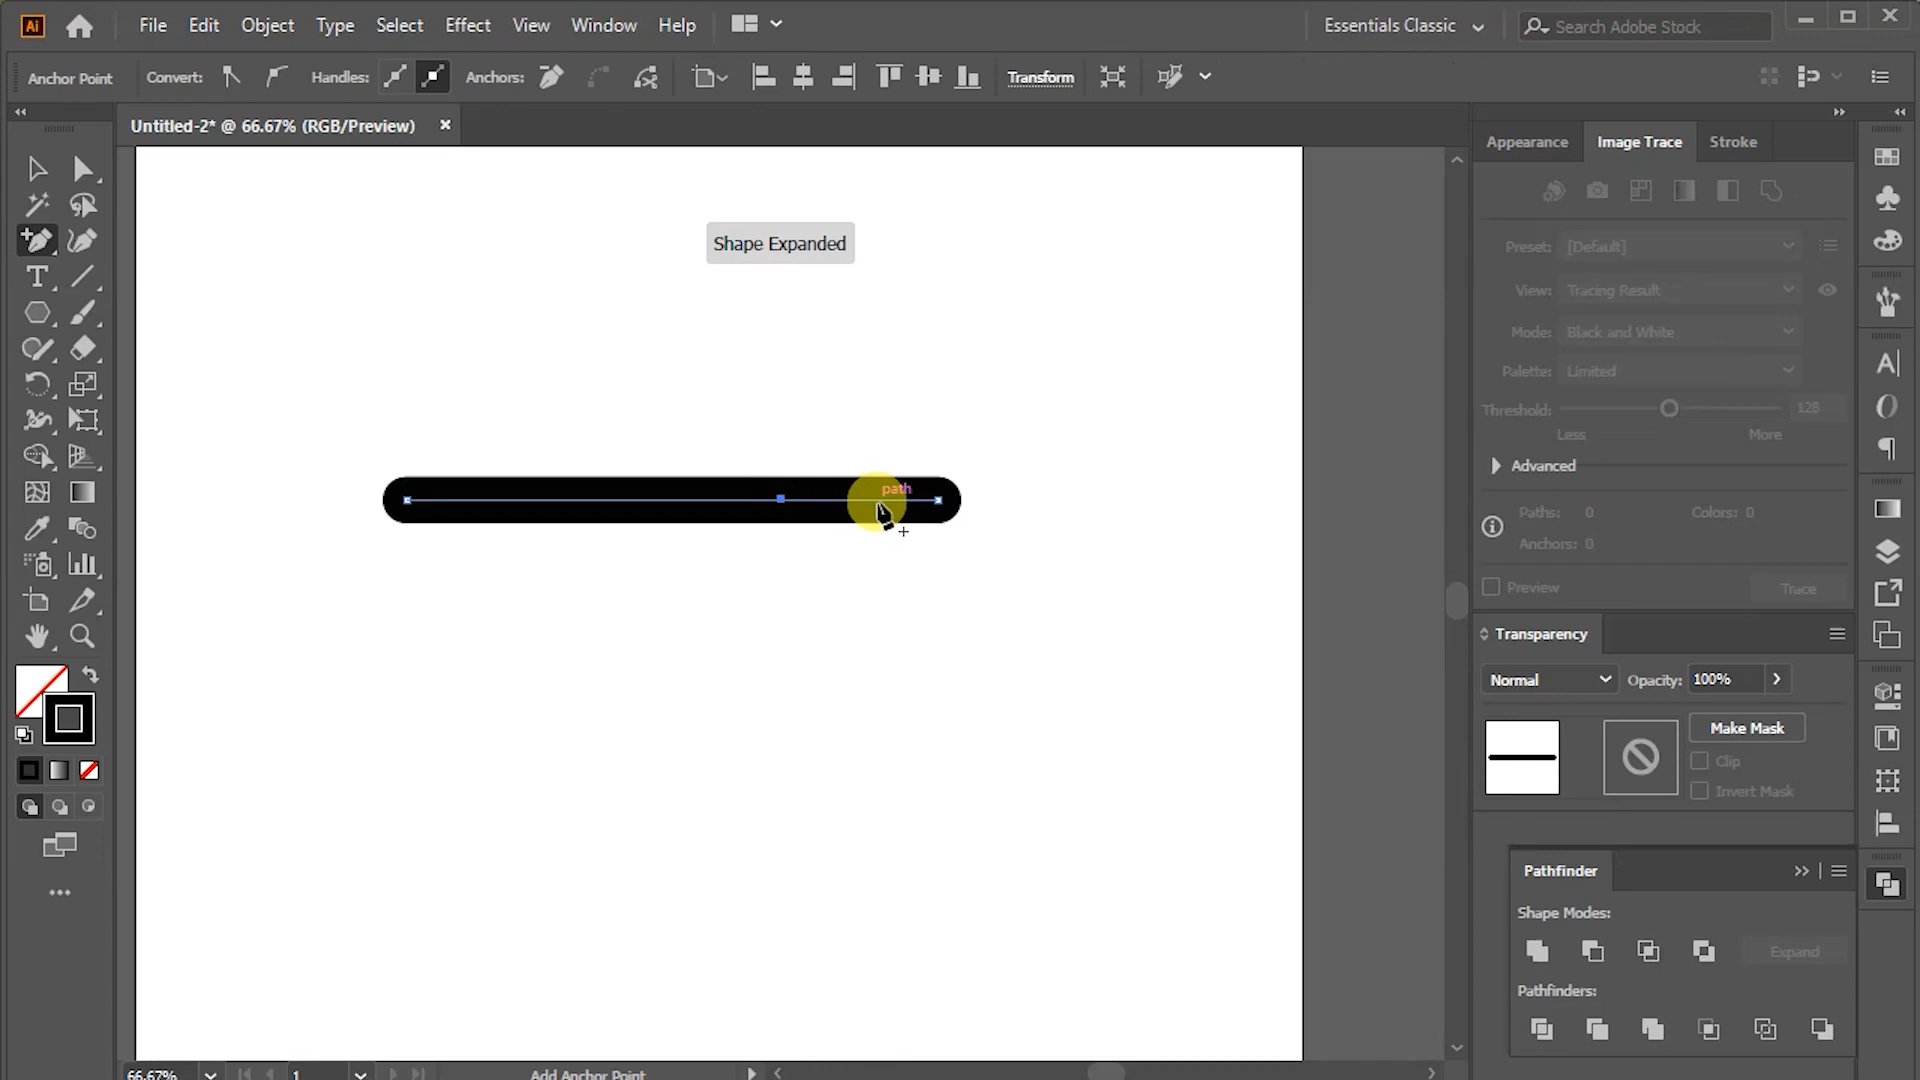 Ai File Edit Object Type Select Effect View Window Help Essentials Classic Search Adobe Stock
Anchor Point Convert: Handles: Anchors: Transform
Untitled-2* @ 66.67% (RGB/Preview)
Appearance Image Trace Stroke
Shape Expanded
Preset: [Default]
View: Tracing Result
Mode: Black and White
Palette: Limited
Threshold: 128
Less More
Advanced
path
Paths: 0 Colors: 0
Anchors: 0
Preview Trace
Transparency
Normal Opacity: 100%
Make Mask
Clip
Invert Mask
Pathfinder
Shape Modes:
Expand
Pathfinders:
66.67% 1 Add Anchor Point